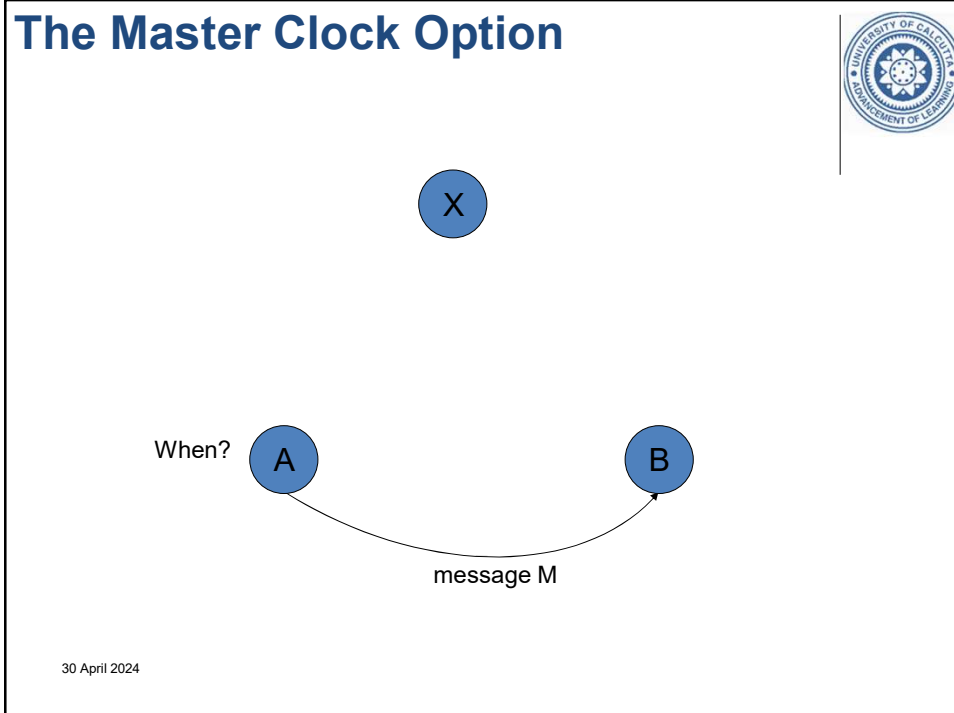 The Master Clock Option
UNIVERSITY OF CALCUTTA
ADVANCEMENT OF LEARNING
X
When?
A
B
message M
30 April 2024